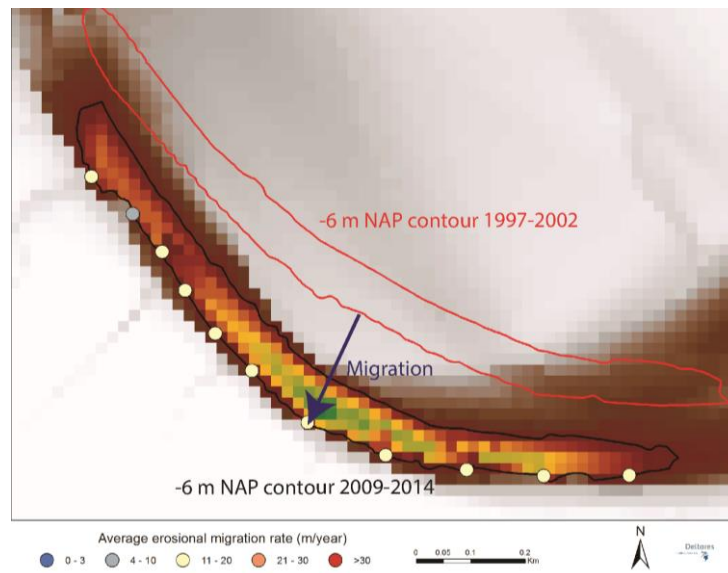 -6 m NAP contour 1997-2002
Migration
-6 m NAP contour 2009-2014
Average erosional migration rate (m/year)
0 - 3
4 - 10
11 - 20
21 - 30
>30
0 0.05 0.1 0.2
Km
N
Deltares